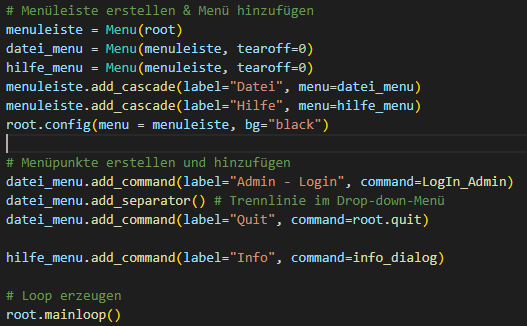 # Menüleiste erstellen & Menü hinzufügen
menuleiste = Menu(root)
datei_menu = Menu(menuleiste, tearoff=0)
hilfe_menu = Menu(menuleiste, tearoff=0)
menuleiste.add_cascade(label="Datei", menu=datei_menu)
menuleiste.add_cascade(label="Hilfe", menu=hilfe_menu)
root.config(menu = menuleiste, bg="black")
# Menüpunkte erstellen und hinzufügen
datei_menu.add_command(label="Admin - Login", command=LogIn_Admin)
datei_menu.add_separator() # Trennlinie im Drop-down-Menü
datei_menu.add_command(label="Quit", command=root.quit)
hilfe_menu.add_command(label="Info", command=info_dialog)
# Loop erzeugen
root.mainloop()